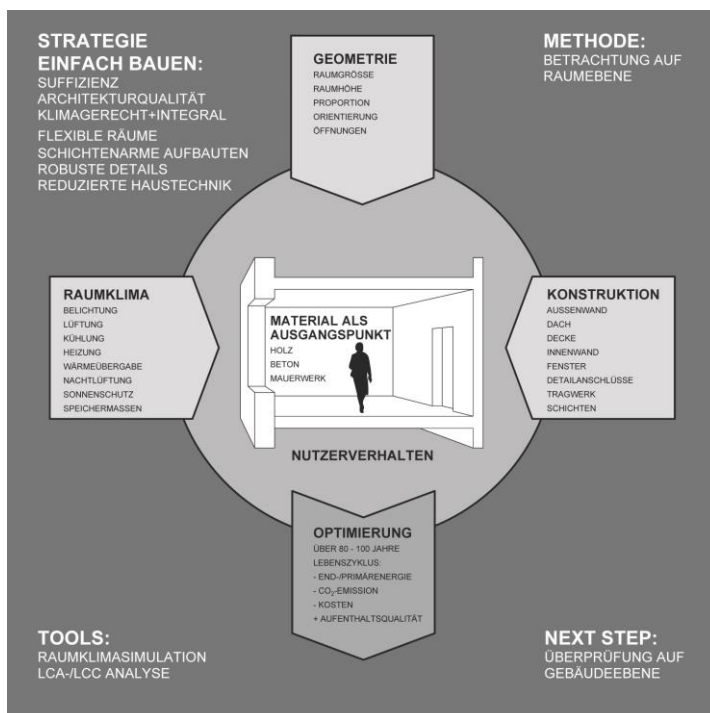 STRATEGIE
EINFACH BAUEN:
SUFFIZIENZ
ARCHITEKTURQUALITÄT
KLIMAGERECHT+INTEGRAL
FLEXIBLE RÄUME
SCHICHTENARME AUFBAUTEN
ROBUSTE DETAILS
REDUZIERTE HAUSTECHNIK
GEOMETRIE
RAUMGRÖSSE
RAUMHÖHE
PROPORTION
ORIENTIERUNG
ÖFFNUNGEN
METHODE:
BETRACHTUNG AUF
RAUMEBENE
RAUMKLIMA
BELICHTUNG
LÜFTUNG
KÜHLUNG
HEIZUNG
WÄRMEÜBERGABE
NACHTLÜFTUNG
SONNENSCHUTZ
SPEICHERMASSEN
MATERIAL ALS
AUSGANGSPUNKT
HOLZ
BETON
MAUERWERK
NUTZERVERHALTEN
KONSTRUKTION
AUSSENWAND
DACH
DECKE
INNENWAND
FENSTER
DETAILANSCHLÜSSE
TRAGWERK
SCHICHTEN
OPTIMIERUNG
ÜBER 80 - 100 JAHRE
LEBENSZYKLUS:
- END-/PRIMÄRENERGIE
- CO₂-EMISSION
- KOSTEN
+ AUFENTHALTSQUALITÄT
TOOLS:
RAUMKLIMASIMULATION
LCA-/LCC ANALYSE
NEXT STEP:
ÜBERPRÜFUNG AUF
GEBÄUDEEBENE